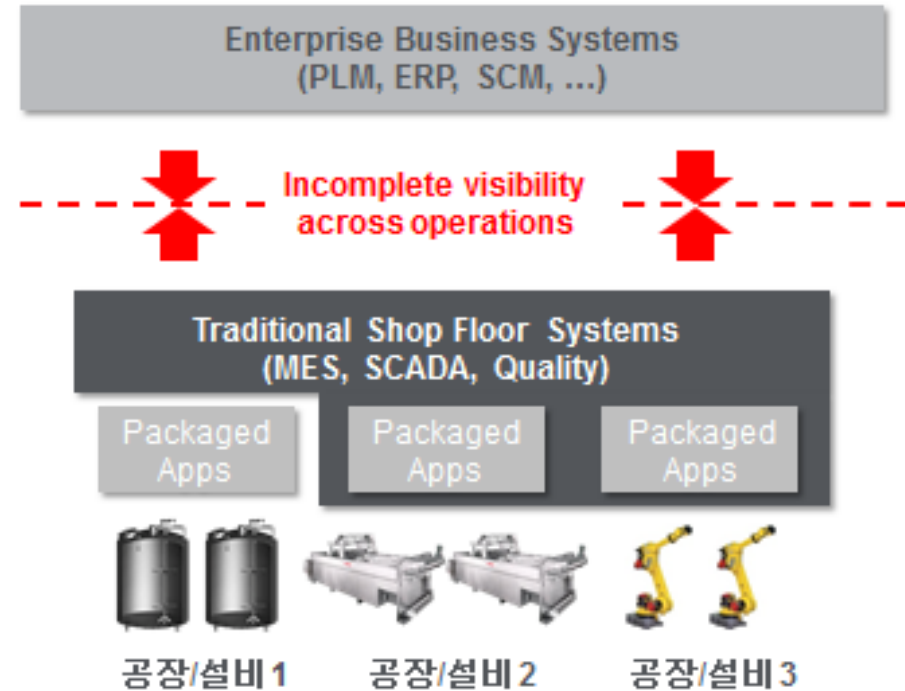 Enterprise Business Systems
(PLM, ERP, SCM, ...)
Incomplete visibility
across operations
Traditional Shop Floor Systems
(MES, SCADA, Quality)
Packaged
Apps
Packaged
Apps
Packaged
Apps
공장/설비 1
공장/설비 2
공장/설비 3